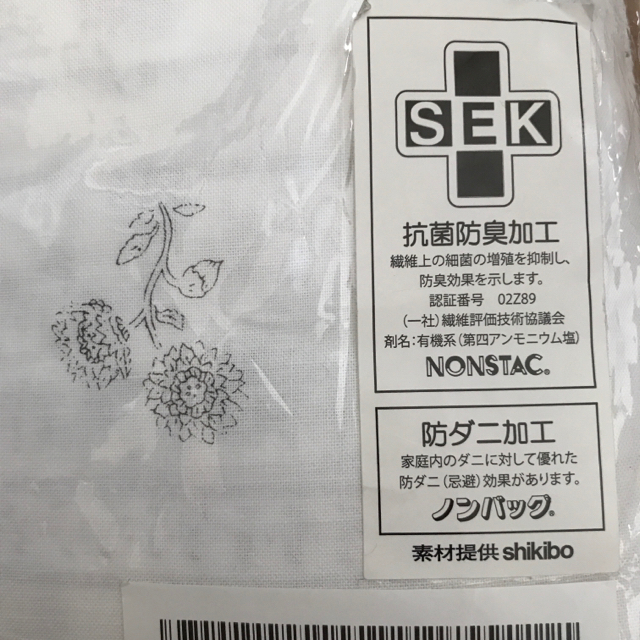 SEK
抗菌防臭加工
繊維上の細菌の増殖を抑制し、
防臭効果を示します。
認証番号 02Z89
（一社）繊維評価技術協議会
剤名：有機系（第四アンモニウム塩）
NONSTAC®
防ダニ加工
家庭内のダニに対して優れた
防ダニ（忌避）効果があります。
ノンバッグ®
素材提供 shikibo